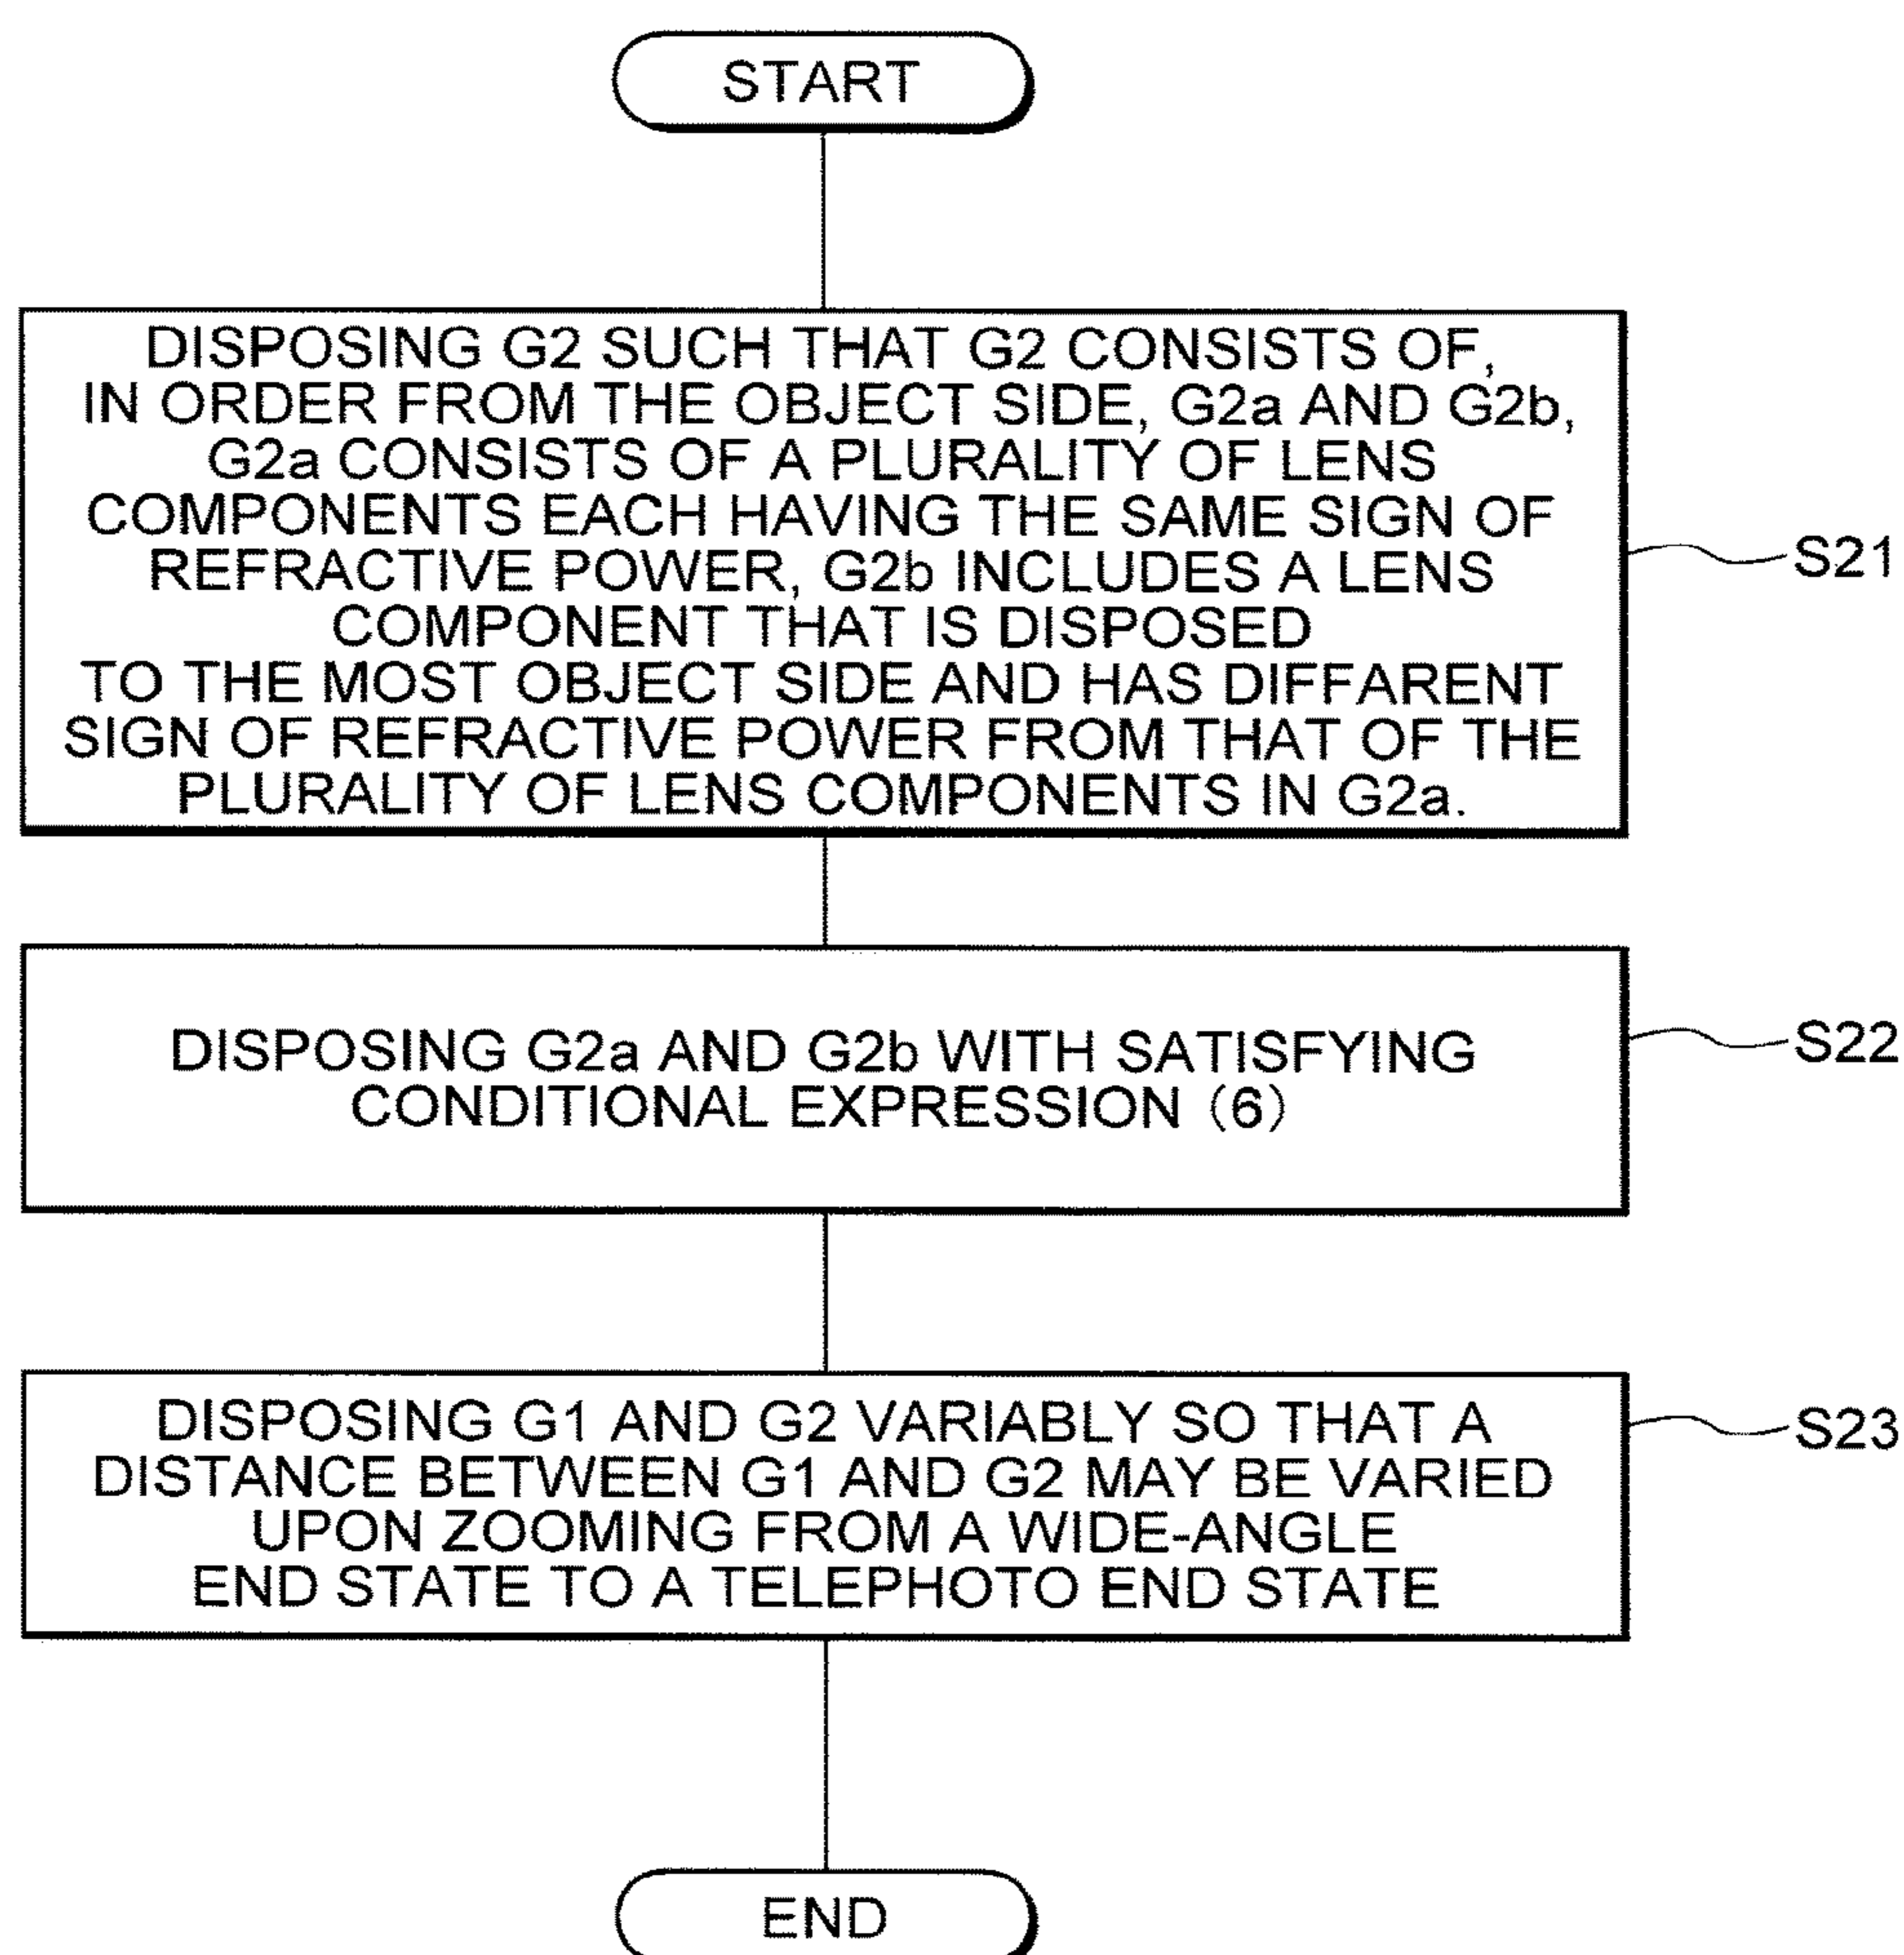 START
DISPOSING G2 SUCH THAT G2 CONSISTS OF,
IN ORDER FROM THE OBJECT SIDE, G2a AND G2b,
G2a CONSISTS OF A PLURALITY OF LENS
COMPONENTS EACH HAVING THE SAME SIGN OF
REFRACTIVE POWER, G2b INCLUDES A LENS
COMPONENT THAT IS DISPOSED
TO THE MOST OBJECT SIDE AND HAS DIFFARENT
SIGN OF REFRACTIVE POWER FROM THAT OF THE
PLURALITY OF LENS COMPONENTS IN G2a.
S21
DISPOSING G2a AND G2b WITH SATISFYING
CONDITIONAL EXPRESSION (6)
S22
DISPOSING G1 AND G2 VARIABLY SO THAT A
DISTANCE BETWEEN G1 AND G2 MAY BE VARIED
UPON ZOOMING FROM A WIDE-ANGLE
END STATE TO A TELEPHOTO END STATE
S23
END